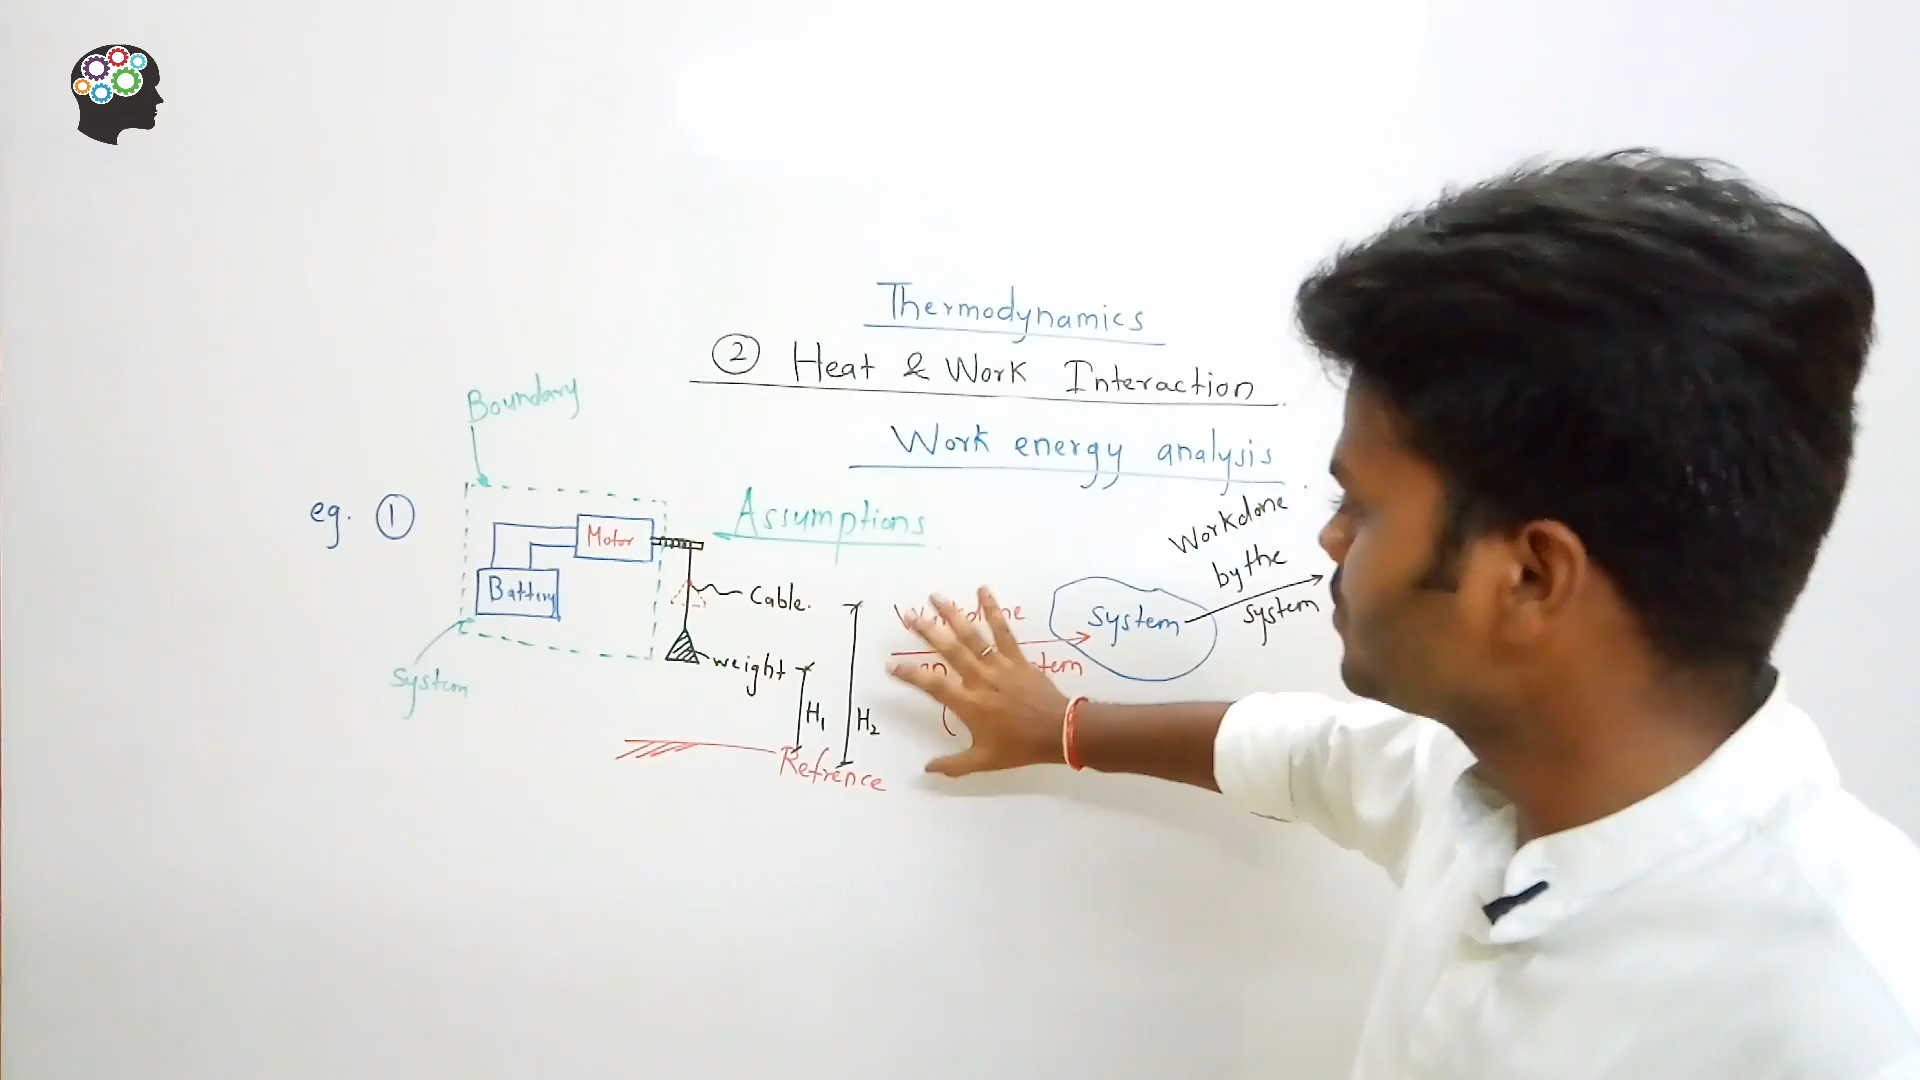 Thermodynamics
② Heat & Work Interaction
Work energy analysis
Boundary
eg. ①
Assumptions
Motor
Battery
System
Cable.
weight
H₁
H₂
Refrence
System
Workdone
by the
system